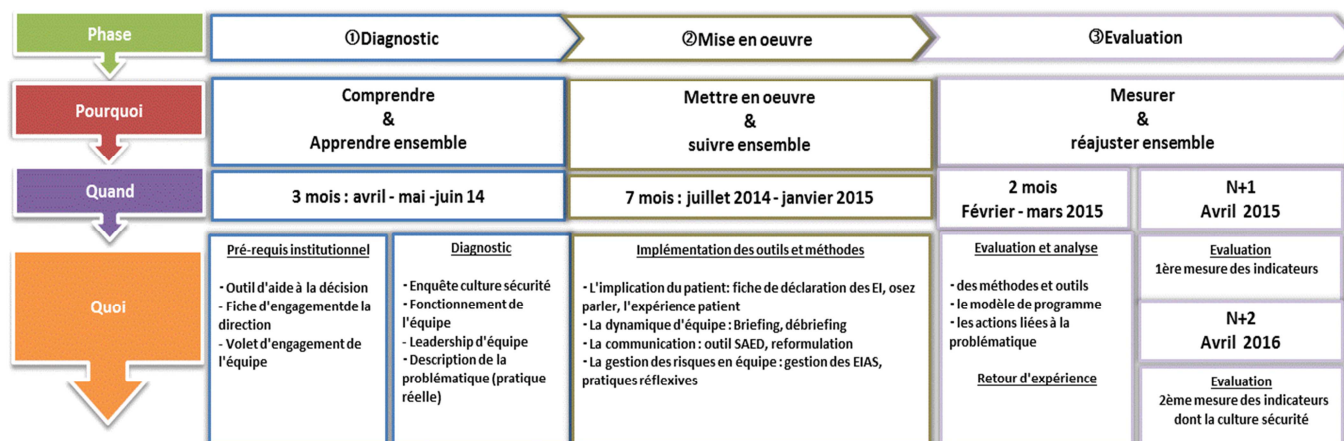 Phase
①Diagnostic
②Mise en oeuvre
③Evaluation
Pourquoi
Comprendre
&
Apprendre ensemble
Mettre en oeuvre
&
suivre ensemble
Mesurer
&
réajuster ensemble
Quand
3 mois : avril - mai -juin 14
7 mois : juillet 2014 - janvier 2015
2 mois
Février - mars 2015
N+1
Avril 2015
Quoi
Pré-requis institutionnel
- Outil d'aide à la décision
- Fiche d'engagementde la
direction
- Volet d'engagement de
l'équipe
Diagnostic
- Enquête culture sécurité
- Fonctionnement de
l'équipe
- Leadership d'équipe
- Description de la
problématique (pratique
réelle)
Implémentation des outils et méthodes
- L'implication du patient: fiche de déclaration des EI, osez
parler, l'expérience patient
- La dynamique d'équipe : Briefing, débriefing
- La communication : outil SAED, reformulation
- La gestion des risques en équipe : gestion des EIAS,
pratiques réflexives
Evaluation et analyse
- des méthodes et outils
- le modèle de programme
- les actions liées à la
problématique
Retour d'expérience
Evaluation
1ère mesure des indicateurs
N+2
Avril 2016
Evaluation
2ème mesure des indicateurs
dont la culture sécurité